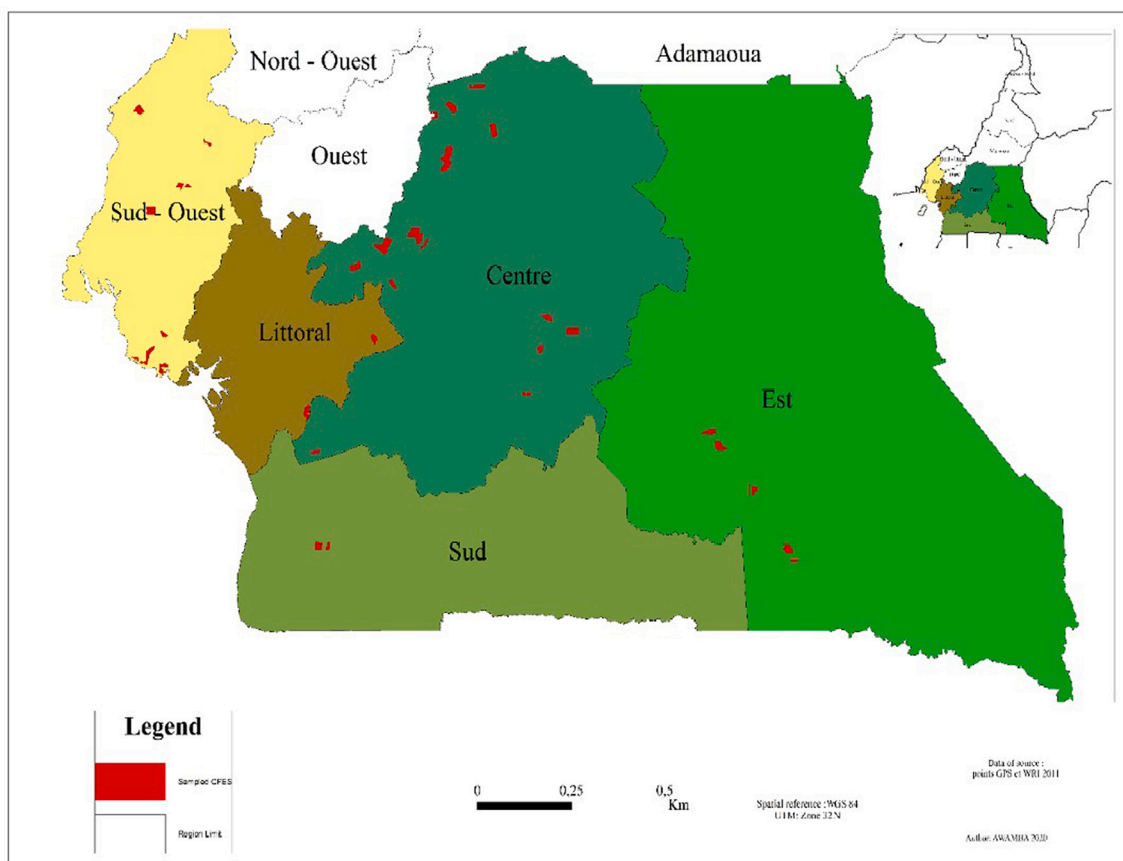 Nord - Ouest
Adamaoua
Ouest
Sud - Ouest
Centre
Littoral
Est
Sud
Legend
Sampled CFES
Region Limit
0 0,25 0,5
Km
Spatial reference : WGS 84
UTM: Zone 32N
Data of source :
points GPS et WRI 2011
Author: AWAMBA 2020